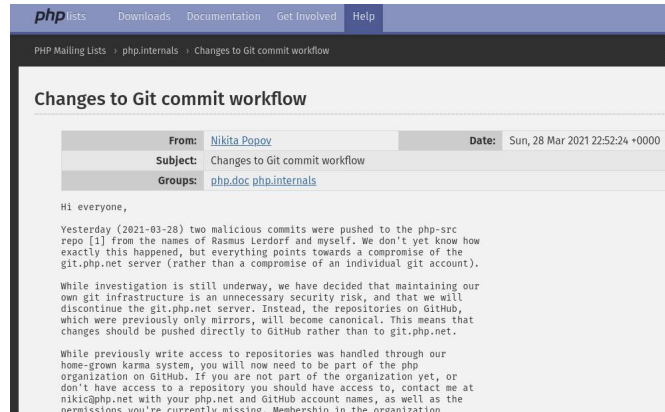 php lists Downloads Documentation Get Involved Help
PHP Mailing Lists › php.internals › Changes to Git commit workflow
Changes to Git commit workflow
From: Nikita Popov Date: Sun, 28 Mar 2021 22:52:24 +0000
Subject: Changes to Git commit workflow
Groups: php.doc php.internals
Hi everyone,
Yesterday (2021-03-28) two malicious commits were pushed to the php-src
repo [1] from the names of Rasmus Lerdorf and myself. We don't yet know how
exactly this happened, but everything points towards a compromise of the
git.php.net server (rather than a compromise of an individual git account).
While investigation is still underway, we have decided that maintaining our
own git infrastructure is an unnecessary security risk, and that we will
discontinue the git.php.net server. Instead, the repositories on GitHub,
which were previously only mirrors, will become canonical. This means that
changes should be pushed directly to GitHub rather than to git.php.net.
While previously write access to repositories was handled through our
home-grown karma system, you will now need to be part of the php
organization on GitHub. If you are not part of the organization yet, or
don't have access to a repository you should have access to, contact me at
nikic@php.net with your php.net and GitHub account names, as well as the
permissions you're currently missing. Membership in the organization